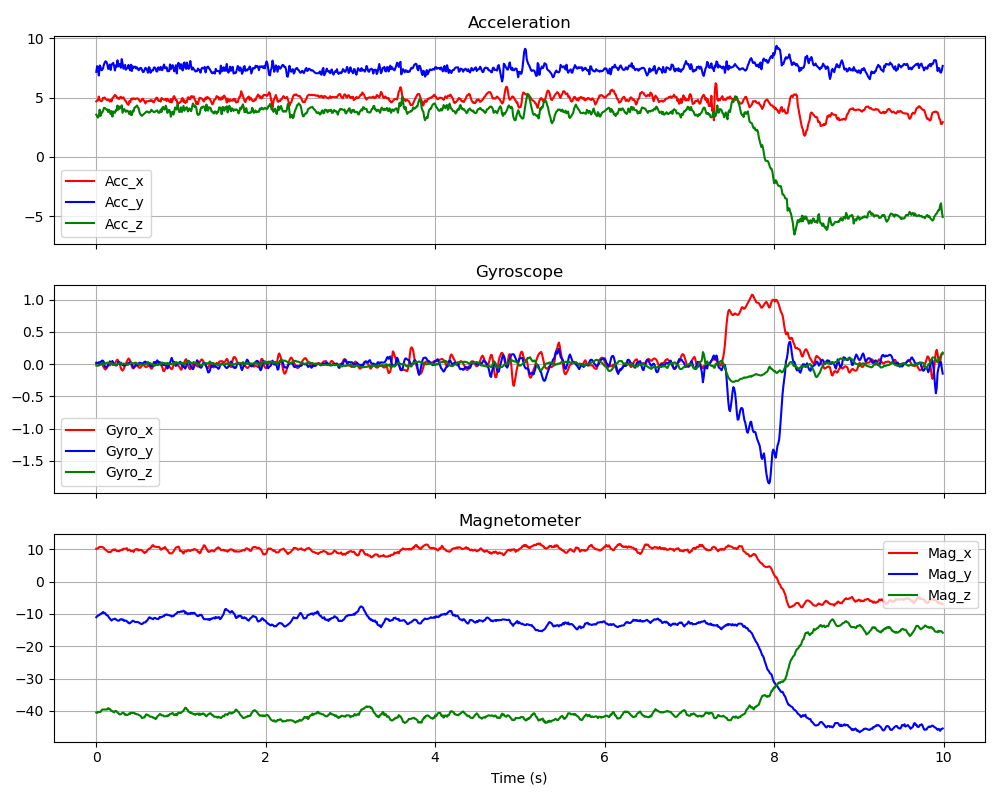 Acceleration
10
5
0
−5
Acc_x
Acc_y
Acc_z
Gyroscope
1.0
0.5
0.0
−0.5
−1.0
−1.5
Gyro_x
Gyro_y
Gyro_z
Magnetometer
10
0
−10
−20
−30
−40
Mag_x
Mag_y
Mag_z
0 2 4 6 8 10
Time (s)